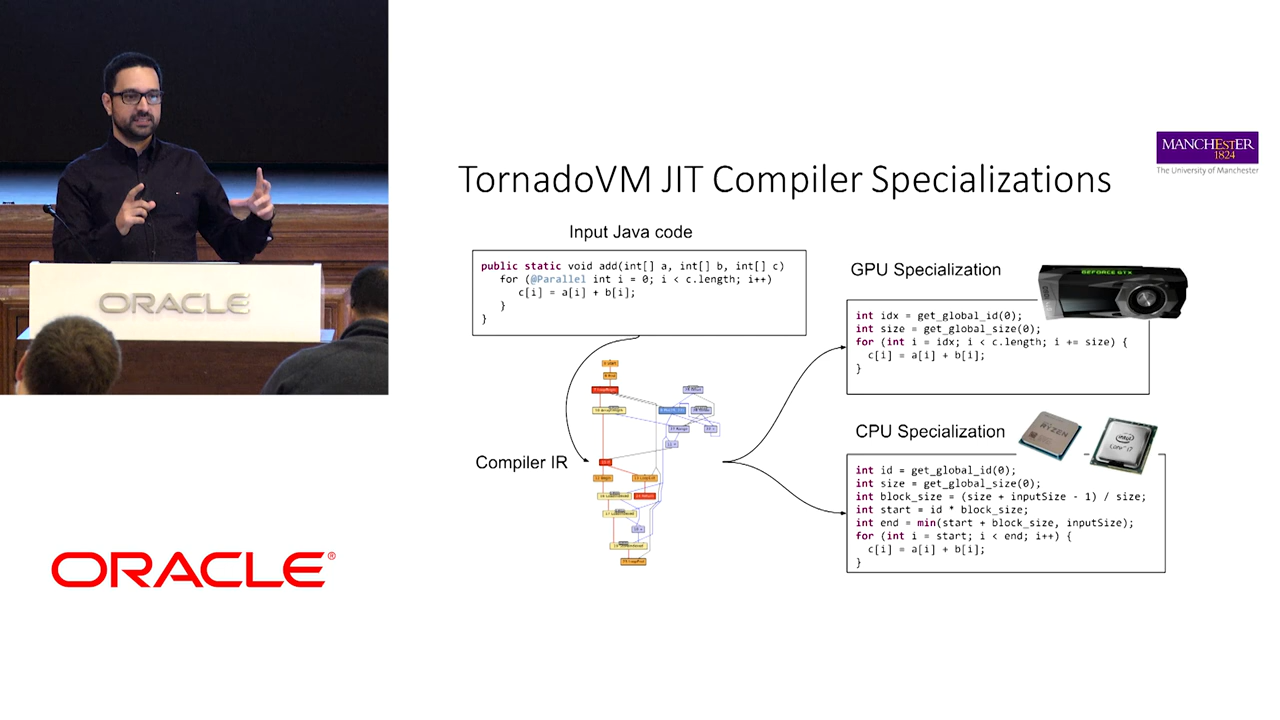 ORACLE
MANCHESTER
1824
The University of Manchester
TornadoVM JIT Compiler Specializations
Input Java code
public static void add(int[] a, int[] b, int[] c)
for (@Parallel int i = 0; i < c.length; i++)
c[i] = a[i] + b[i];
}
}
Compiler IR
GPU Specialization
GEFORCE GTX
int idx = get_global_id(0);
int size = get_global_size(0);
for (int i = idx; i < c.length; i += size) {
c[i] = a[i] + b[i];
}
CPU Specialization
RYZEN
intel
Core i7
int id = get_global_id(0);
int size = get_global_size(0);
int block_size = (size + inputSize - 1) / size;
int start = id * block_size;
int end = min(start + block_size, inputSize);
for (int i = start; i < end; i++) {
c[i] = a[i] + b[i];
}
ORACLE®